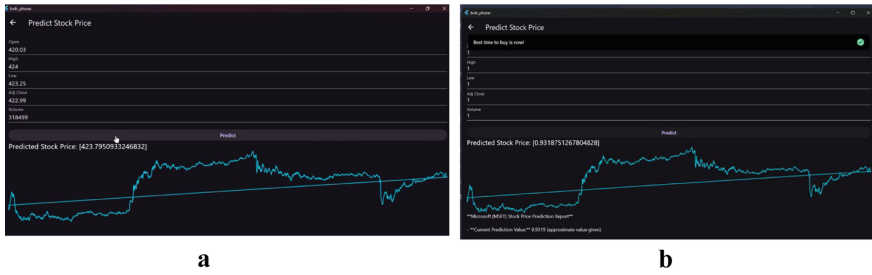 bob_phone
Predict Stock Price
Open
420.03
High
424
Low
423.25
Adj Close
422.99
Volume
318499
Predict
Predicted Stock Price: [423.7950933246832]
a
bob_phone
Predict Stock Price
Best time to buy is now!
1
High
1
Low
1
Adj Close
1
Volume
1
Predict
Predicted Stock Price: [0.9318751267804828]
**Microsoft (MSFT) Stock Price Prediction Report**
- **Current Prediction Value:** 0.9319 (approximate value given)
b